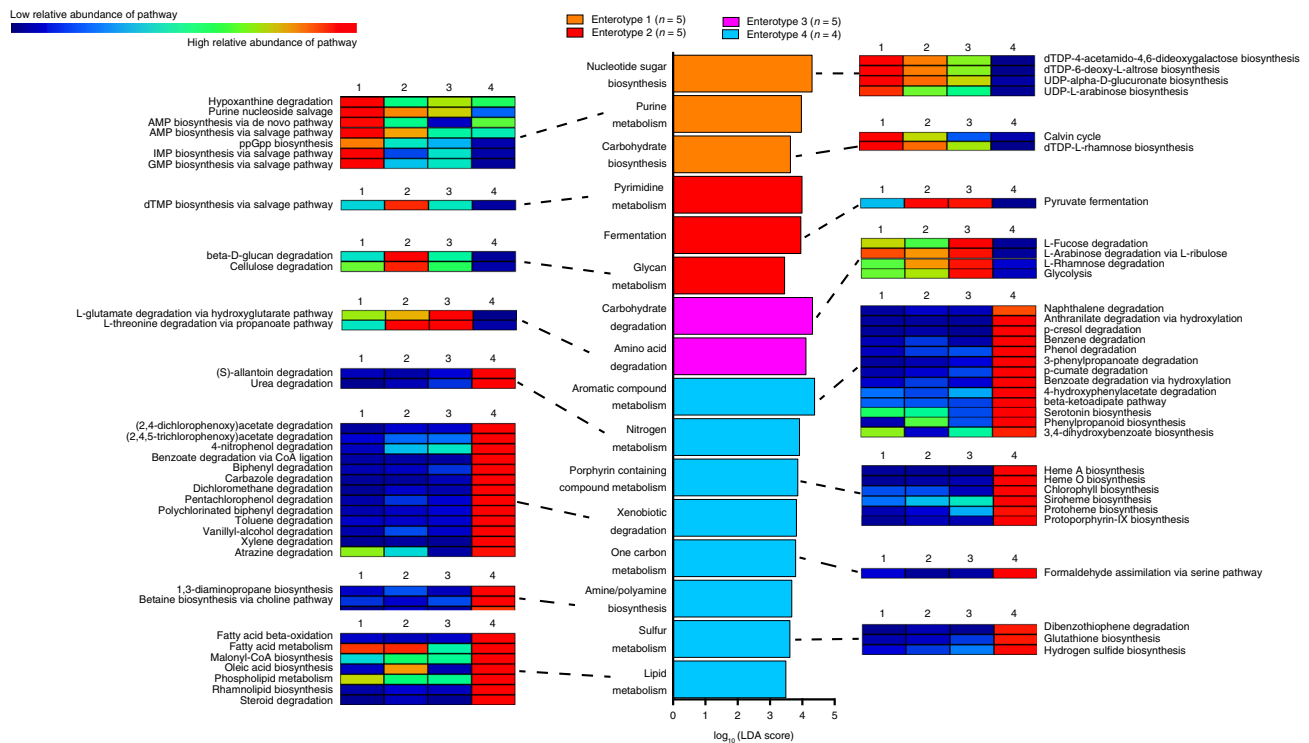 Low relative abundance of pathway
High relative abundance of pathway
Enterotype 1 (n = 5)
Enterotype 2 (n = 5)
Enterotype 3 (n = 5)
Enterotype 4 (n = 4)
1 2 3 4
Hypoxanthine degradation
Purine nucleoside salvage
AMP biosynthesis via de novo pathway
AMP biosynthesis via salvage pathway
ppGpp biosynthesis
IMP biosynthesis via salvage pathway
GMP biosynthesis via salvage pathway
1 2 3 4
dTMP biosynthesis via salvage pathway
1 2 3 4
beta-D-glucan degradation
Cellulose degradation
1 2 3 4
L-glutamate degradation via hydroxyglutarate pathway
L-threonine degradation via propanoate pathway
1 2 3 4
(S)-allantoin degradation
Urea degradation
1 2 3 4
(2,4-dichlorophenoxy)acetate degradation
(2,4,5-trichlorophenoxy)acetate degradation
4-nitrophenol degradation
Benzoate degradation via CoA ligation
Biphenyl degradation
Carbazole degradation
Dichloromethane degradation
Pentachlorophenol degradation
Polychlorinated biphenyl degradation
Toluene degradation
Vanillyl-alcohol degradation
Xylene degradation
Atrazine degradation
1 2 3 4
1,3-diaminopropane biosynthesis
Betaine biosynthesis via choline pathway
1 2 3 4
Fatty acid beta-oxidation
Fatty acid metabolism
Malonyl-CoA biosynthesis
Oleic acid biosynthesis
Phospholipid metabolism
Rhamnolipid biosynthesis
Steroid degradation
Nucleotide sugar
biosynthesis
Purine
metabolism
Carbohydrate
biosynthesis
Pyrimidine
metabolism
Fermentation
Glycan
metabolism
Carbohydrate
degradation
Amino acid
degradation
Aromatic compound
metabolism
Nitrogen
metabolism
Porphyrin containing
compound metabolism
Xenobiotic
degradation
One carbon
metabolism
Amine/polyamine
biosynthesis
Sulfur
metabolism
Lipid
metabolism
0 1 2 3 4 5
log10 (LDA score)
1 2 3 4
dTDP-4-acetamido-4,6-dideoxygalactose biosynthesis
dTDP-6-deoxy-L-altrose biosynthesis
UDP-alpha-D-glucuronate biosynthesis
UDP-L-arabinose biosynthesis
1 2 3 4
Calvin cycle
dTDP-L-rhamnose biosynthesis
1 2 3 4
Pyruvate fermentation
1 2 3 4
L-Fucose degradation
L-Arabinose degradation via L-ribulose
L-Rhamnose degradation
Glycolysis
1 2 3 4
Naphthalene degradation
Anthranilate degradation via hydroxylation
p-cresol degradation
Benzene degradation
Phenol degradation
3-phenylpropanoate degradation
p-cumate degradation
Benzoate degradation via hydroxylation
4-hydroxyphenylacetate degradation
beta-ketoadipate pathway
Serotonin biosynthesis
Phenylpropanoid biosynthesis
3,4-dihydroxybenzoate biosynthesis
1 2 3 4
Heme A biosynthesis
Heme O biosynthesis
Chlorophyll biosynthesis
Siroheme biosynthesis
Protoheme biosynthesis
Protoporphyrin-IX biosynthesis
1 2 3 4
Formaldehyde assimilation via serine pathway
1 2 3 4
Dibenzothiophene degradation
Glutathione biosynthesis
Hydrogen sulfide biosynthesis